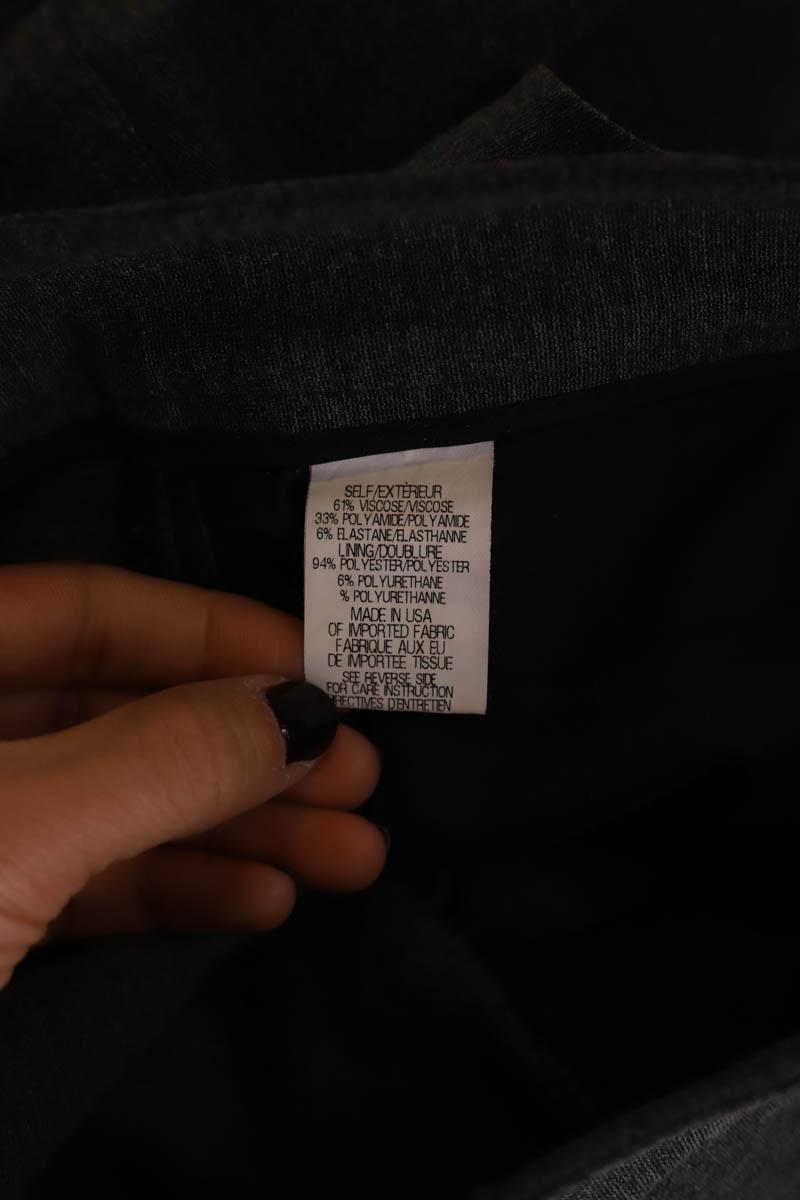 SELF/EXTÉRIEUR
61% VISCOSE/VISCOSE
33% POLYAMIDE/POLYAMIDE
6% ELASTANE/ELASTHANNE
LINING/DOUBLURE
94% POLYESTER/POLYESTER
6% POLYURETHANE
% POLYURETHANNE
MADE IN USA
OF IMPORTED FABRIC
FABRIQUE AUX EU
DE IMPORTEE TISSUE
SEE REVERSE SIDE
FOR CARE INSTRUCTION
RECTIVES D'ENTRETIEN